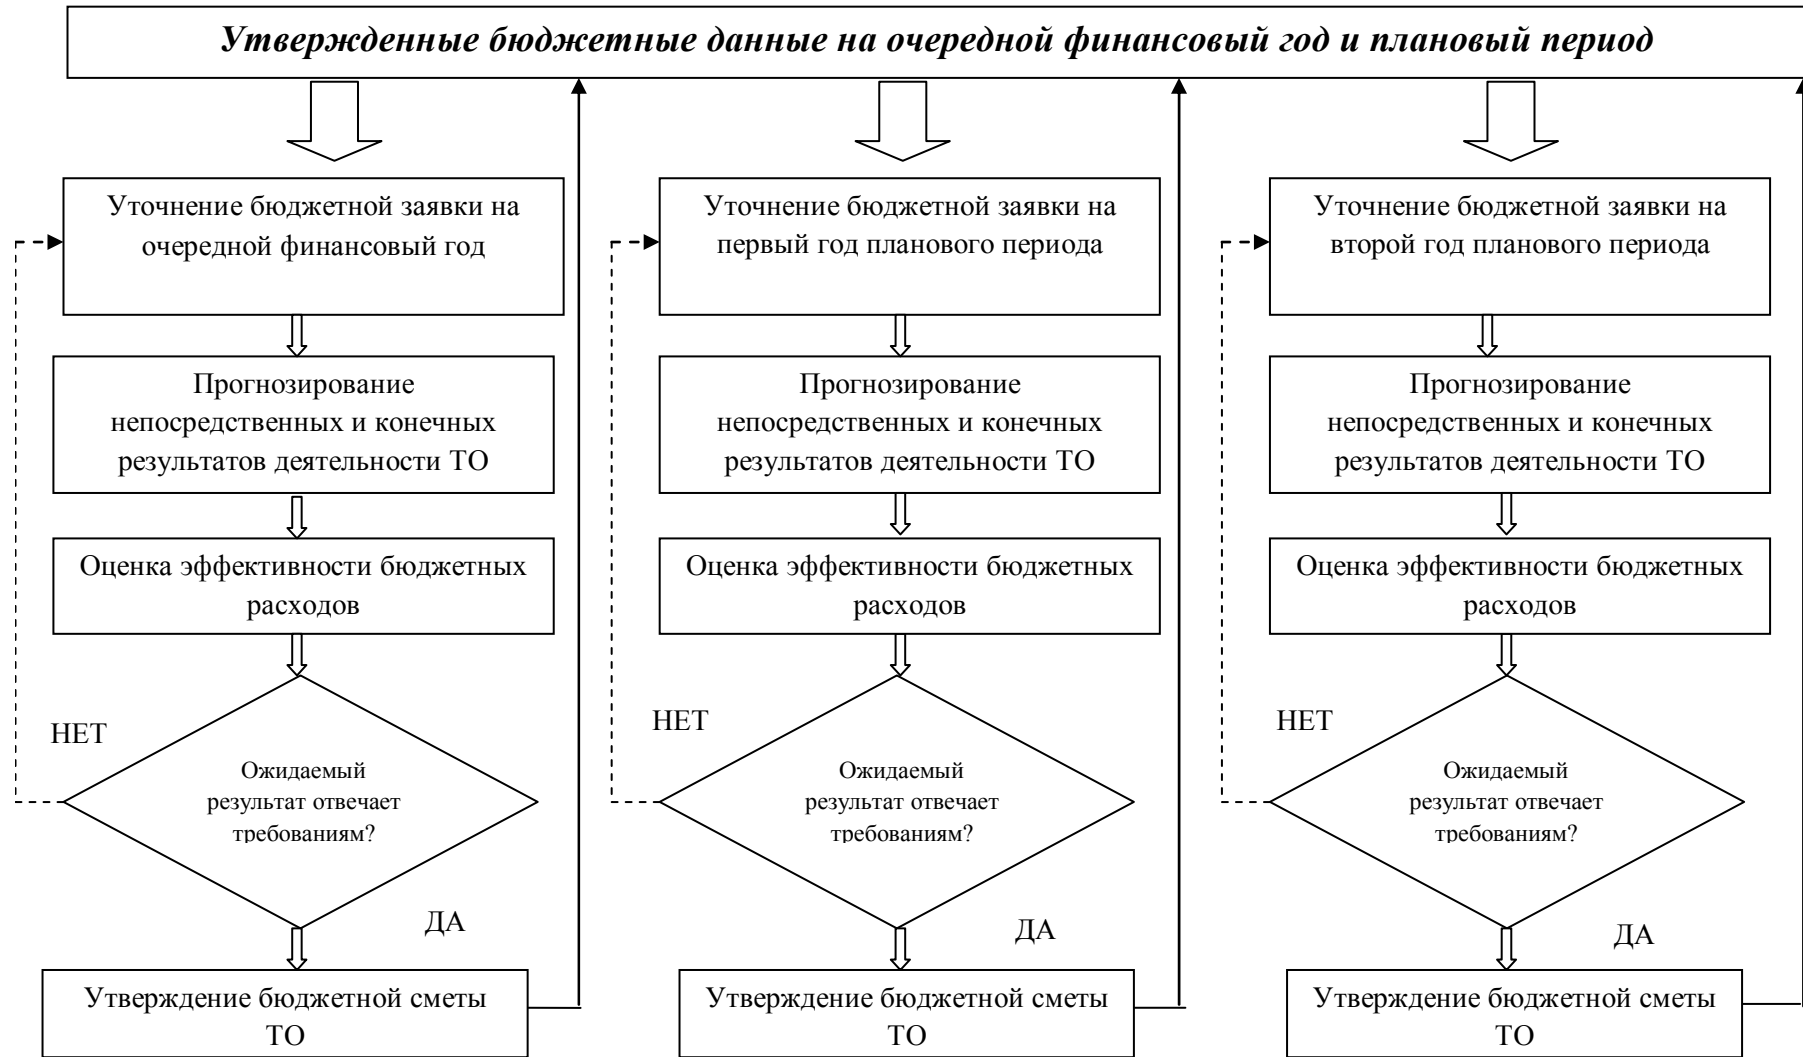 Утвержденные бюджетные данные на очередной финансовый год и плановый период
Уточнение бюджетной заявки на
очередной финансовый год
Прогнозирование
непосредственных и конечных
результатов деятельности ТО
Оценка эффективности бюджетных
расходов
НЕТ
Ожидаемый
результат отвечает
требованиям?
ДА
Утверждение бюджетной сметы
ТО
Уточнение бюджетной заявки на
первый год планового периода
Прогнозирование
непосредственных и конечных
результатов деятельности ТО
Оценка эффективности бюджетных
расходов
НЕТ
Ожидаемый
результат отвечает
требованиям?
ДА
Утверждение бюджетной сметы
ТО
Уточнение бюджетной заявки на
второй год планового периода
Прогнозирование
непосредственных и конечных
результатов деятельности ТО
Оценка эффективности бюджетных
расходов
НЕТ
Ожидаемый
результат отвечает
требованиям?
ДА
Утверждение бюджетной сметы
ТО